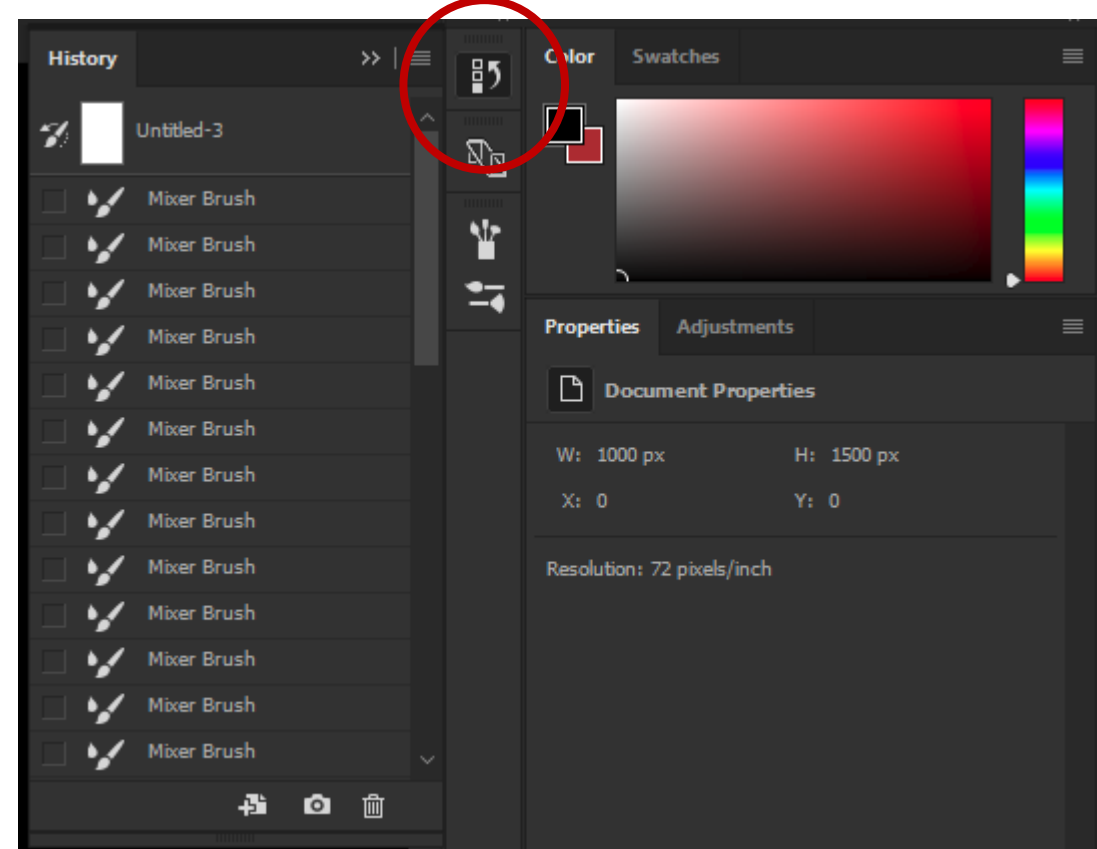 History
Untitled-3
Mixer Brush
Mixer Brush
Mixer Brush
Mixer Brush
Mixer Brush
Mixer Brush
Mixer Brush
Mixer Brush
Mixer Brush
Mixer Brush
Mixer Brush
Mixer Brush
Mixer Brush
Color Swatches
Properties Adjustments
Document Properties
W: 1000 px H: 1500 px
X: 0 Y: 0
Resolution: 72 pixels/inch